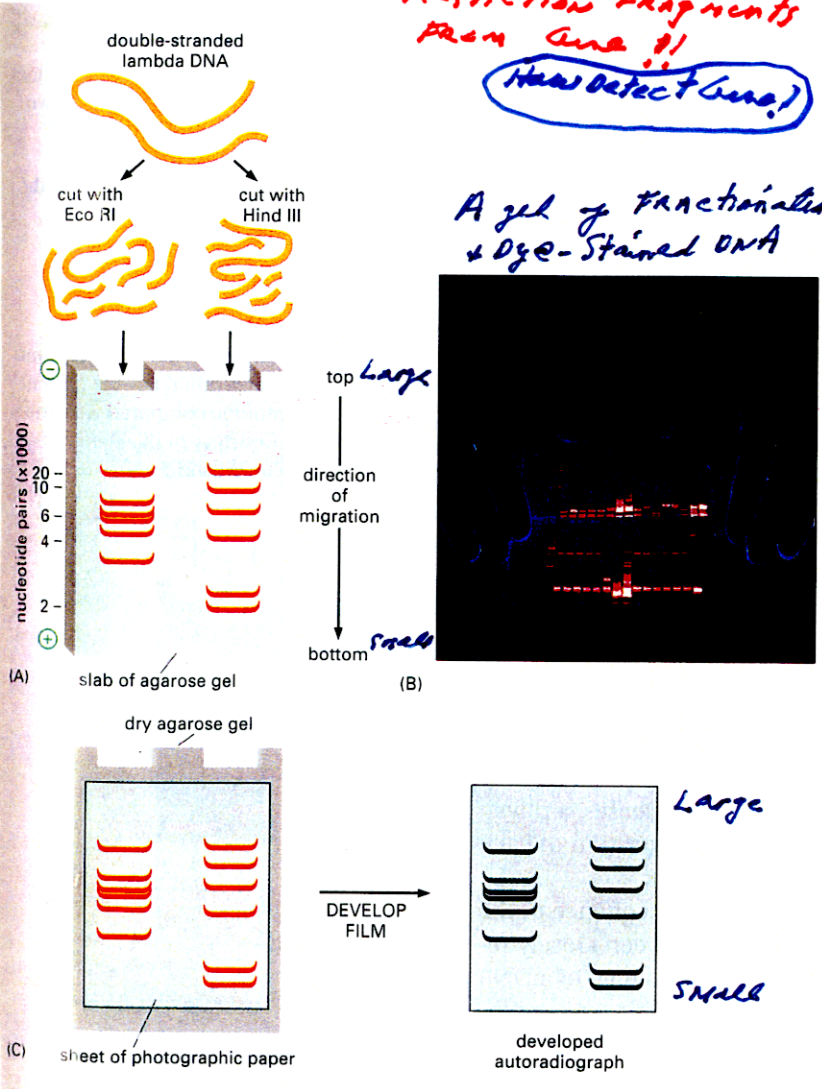 FRAGMENTS
FROM Gene !!
How Detect Gene?
double-stranded
lambda DNA
cut with
Eco RI
cut with
Hind III
A gel of FRActionated
+ Dye-Stained DNA
−
top Large
nucleotide pairs (x1000)
20
10
6
4
2
direction
of
migration
+
bottom Small
(A)
slab of agarose gel
(B)
dry agarose gel
Large
DEVELOP
FILM
Small
(C)
sheet of photographic paper
developed
autoradiograph